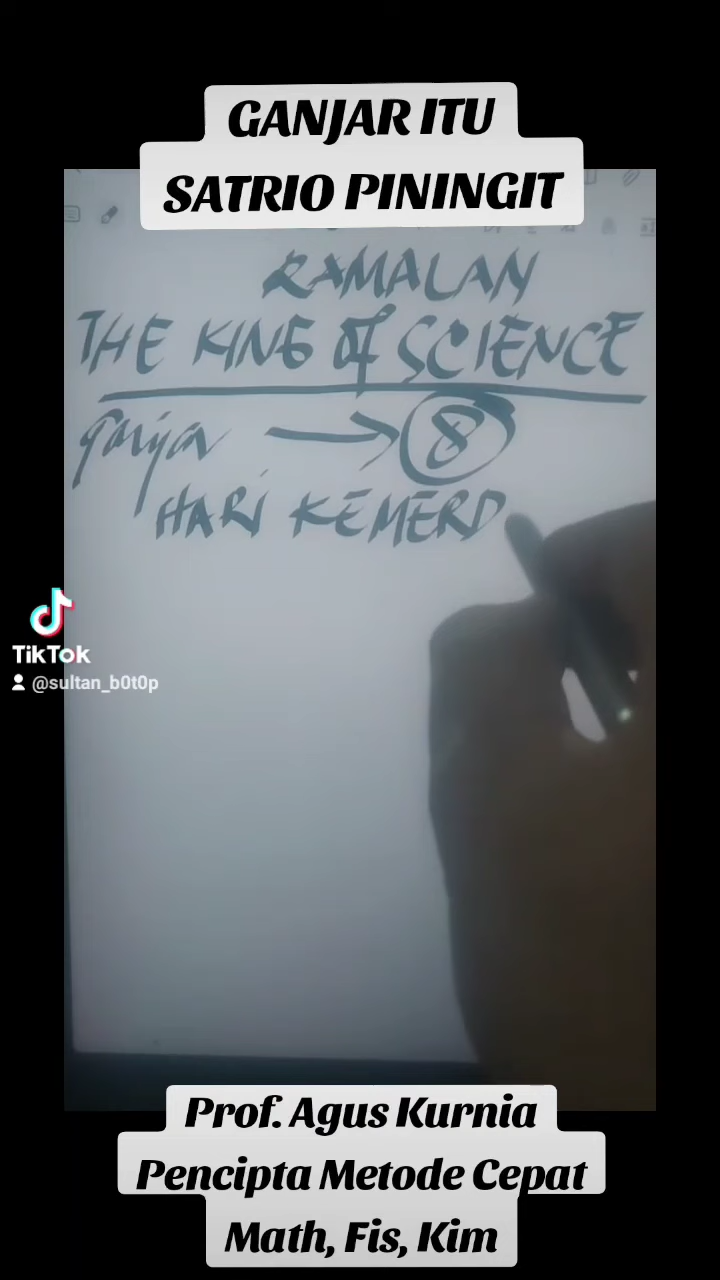 GANJAR ITU
SATRIO PININGIT
RAMALAN
THE KING Of SCIENCE
ganjar → 8
HARI KEMERD
TikTok
@sultan_b0t0p
Prof. Agus Kurnia
Pencipta Metode Cepat
Math, Fis, Kim